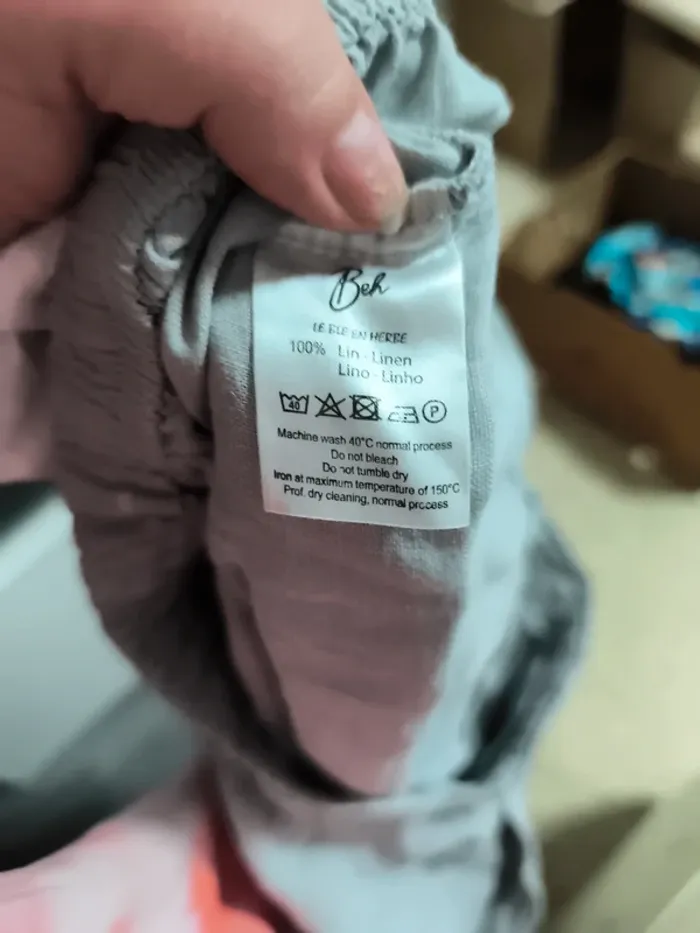 Beh
LE BLE EN HERBE
100% Lin - Linen
Lino - Linho
40 P
Machine wash 40°C normal process
Do not bleach
Do not tumble dry
Iron at maximum temperature of 150°C
Prof. dry cleaning, normal process